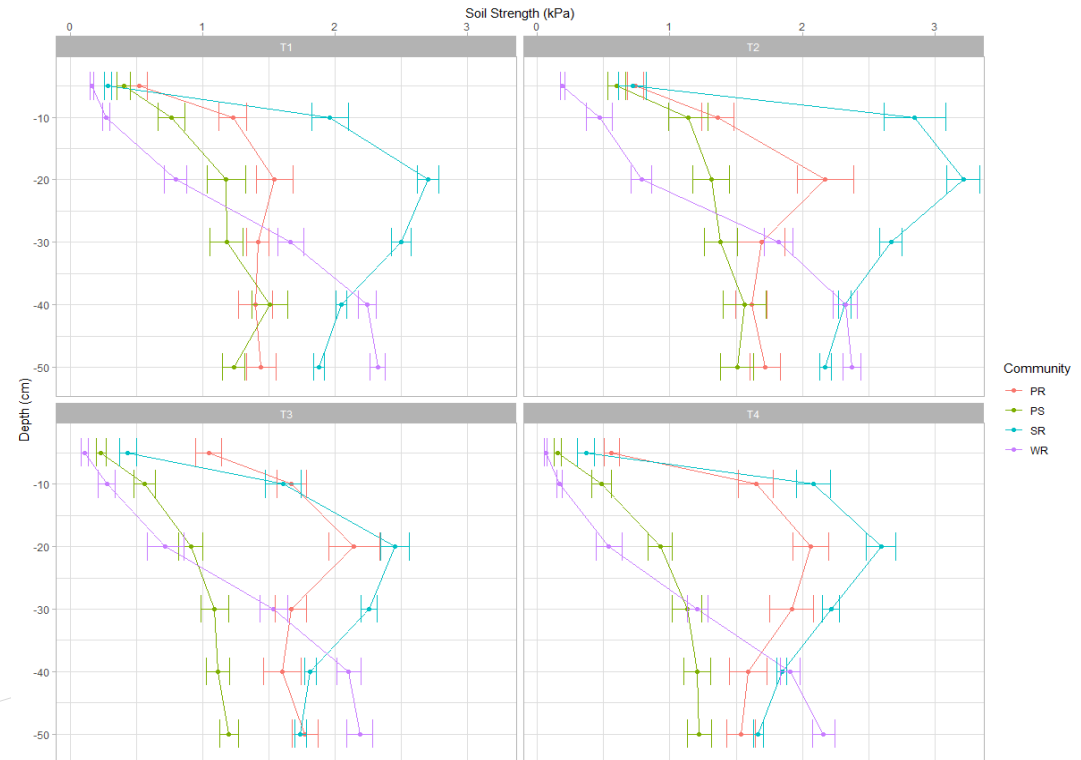 Soil Strength (kPa)
0 1 2 3 0 1 2 3
T1 T2
-10
-20
-30
-40
-50
T3 T4
-10
-20
-30
-40
-50
Depth (cm)
Community
PR
PS
SR
WR